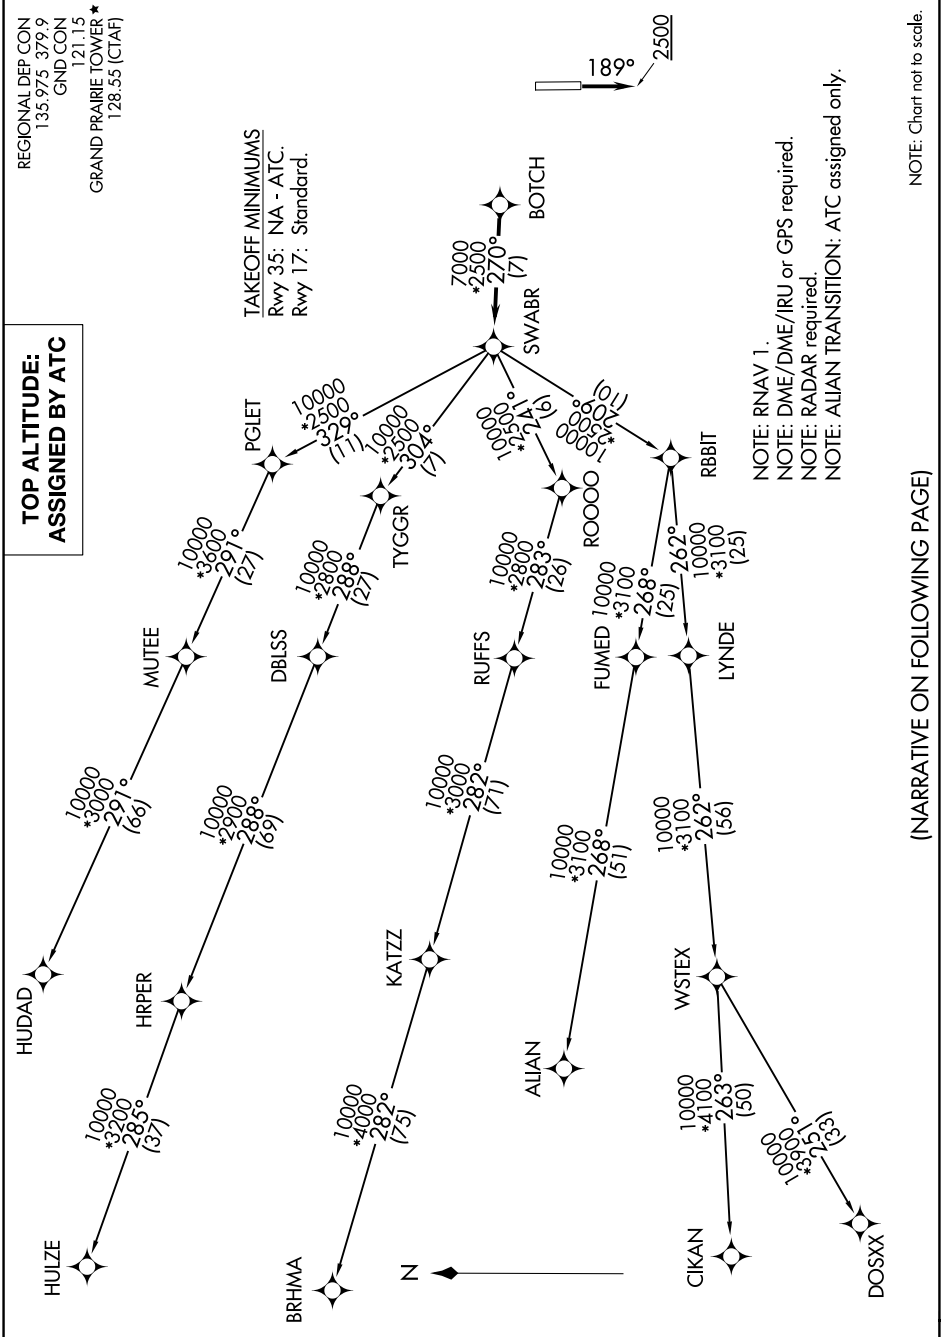 TOP ALTITUDE:
ASSIGNED BY ATC
REGIONAL DEP CON
135.975 379.9
GND CON
121.15
GRAND PRAIRIE TOWER ★
128.55 (CTAF)
HUDAD
10000
*3000
291°
(66)
MUTEE
10000
*3600
291°
(27)
PGLET
10000
*2500
329°
(11)
HULZE
10000
*3200
285°
(37)
HRPER
10000
*2900
288°
(69)
DBLSS
10000
*2800
288°
(27)
TYGGR
10000
*2500
304°
(7)
TAKEOFF MINIMUMS
Rwy 35: NA - ATC.
Rwy 17: Standard.
BRHMA
10000
*4000
282°
(75)
KATZZ
10000
*3000
282°
(71)
RUFFS
10000
*2800
283°
(26)
ROOOO
10000
*2500
241°
(9)
SWABR
7000
*2500
270°
(7)
BOTCH
N
ALIAN
10000
*3100
268°
(51)
FUMED
10000
*3100
268°
(25)
RBBIT
10000
*2500
209°
(10)
189°
2500
CIKAN
10000
*4100
263°
(50)
WSTEX
10000
*3100
262°
(56)
LYNDE
262°
10000
*3100
(25)
DOSXX
10000
*3900
251°
(33)
NOTE: RNAV 1.
NOTE: DME/DME/IRU or GPS required.
NOTE: RADAR required.
NOTE: ALIAN TRANSITION: ATC assigned only.
(NARRATIVE ON FOLLOWING PAGE)
NOTE: Chart not to scale.